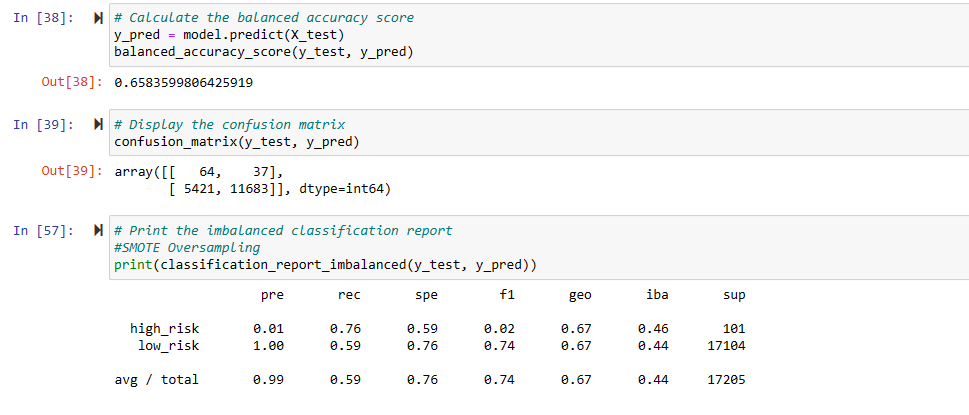 In [38]: # Calculate the balanced accuracy score
y_pred = model.predict(X_test)
balanced_accuracy_score(y_test, y_pred)
Out[38]: 0.6583599806425919
In [39]: # Display the confusion matrix
confusion_matrix(y_test, y_pred)
Out[39]: array([[   64,    37],
       [ 5421, 11683]], dtype=int64)
In [57]: # Print the imbalanced classification report
#SMOTE Oversampling
print(classification_report_imbalanced(y_test, y_pred))
                   pre       rec       spe        f1       geo       iba       sup
  high_risk       0.01      0.76      0.59      0.02      0.67      0.46       101
   low_risk       1.00      0.59      0.76      0.74      0.67      0.44     17104
avg / total       0.99      0.59      0.76      0.74      0.67      0.44     17205